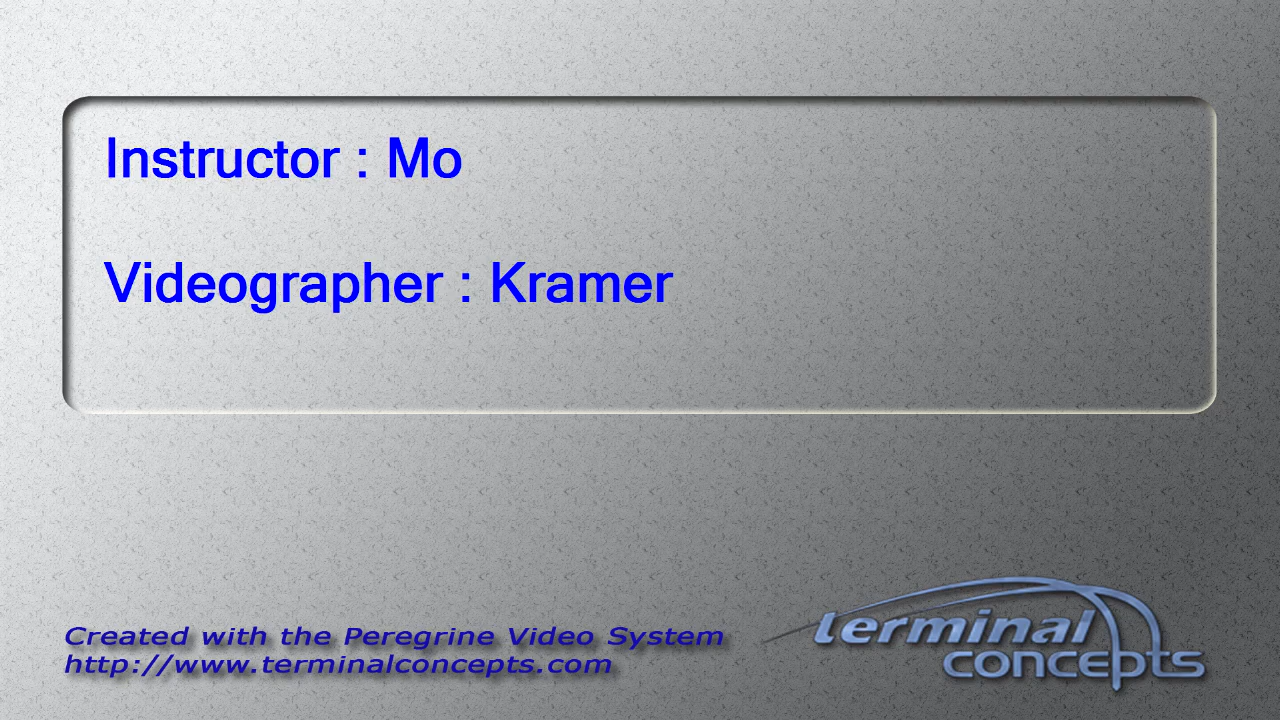 Instructor : Mo
Videographer : Kramer
Created with the Peregrine Video System
http://www.terminalconcepts.com
terminal
concepts